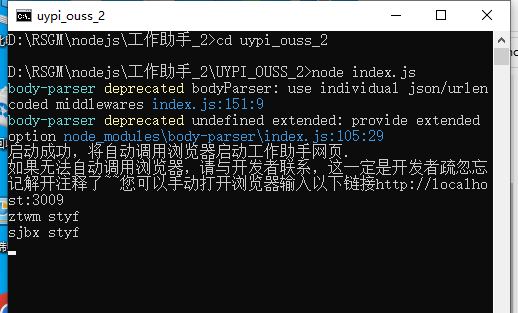 uypi_ouss_2
D:\RSGM\nodejs\工作助手_2>cd uypi_ouss_2
D:\RSGM\nodejs\工作助手_2\UYPI_OUSS_2>node index.js
body-parser deprecated bodyParser: use individual json/urlen
coded middlewares index.js:151:9
body-parser deprecated undefined extended: provide extended
option node_modules\body-parser\index.js:105:29
启动成功，将自动调用浏览器启动工作助手网页.
如果无法自动调用浏览器，请与开发者联系，这一定是开发者疏忽忘
记解开注释了~~您可以手动打开浏览器输入以下链接http://localho
st:3009
ztwm styf
sjbx styf